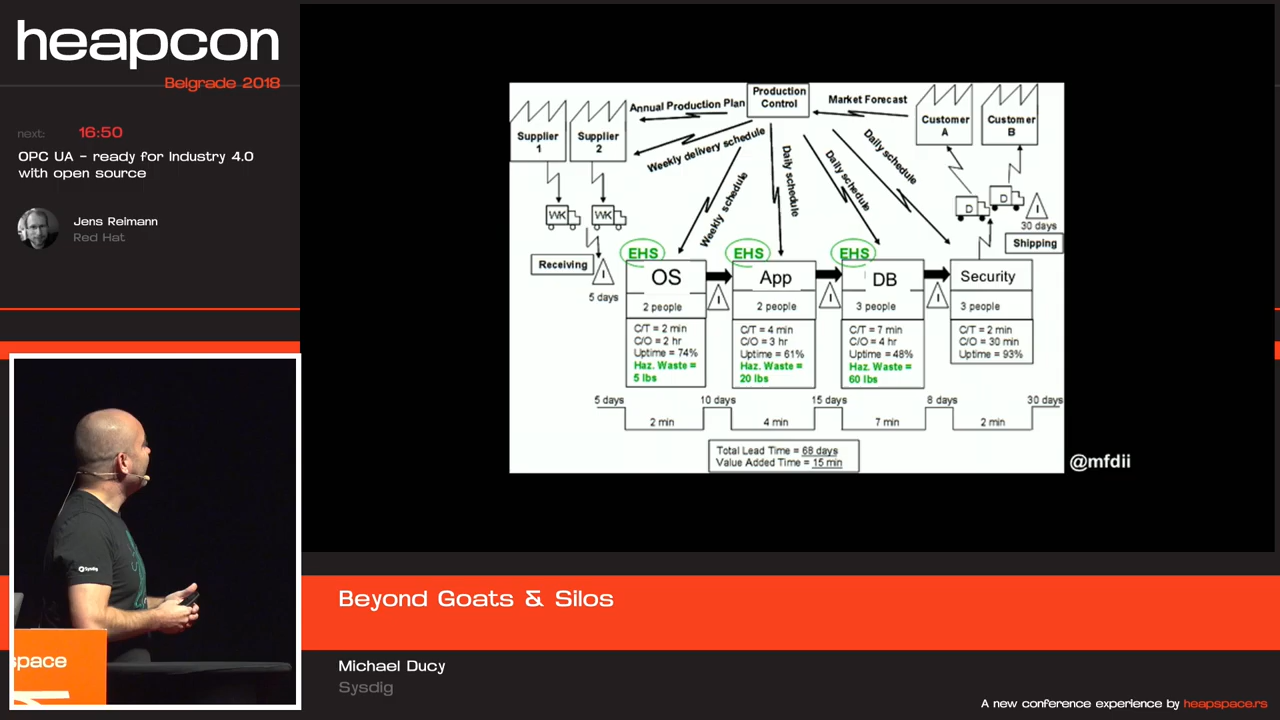 heapcon
Belgrade 2018
next: 16:50
OPC UA - ready for Industry 4.0
with open source
Jens Reimann
Red Hat
Production
Control
Annual Production Plan
Market Forecast
Supplier
1
Supplier
2
Customer
A
Customer
B
Weekly delivery schedule
Weekly schedule
Daily schedule
Daily schedule
Daily schedule
WK
WK
D
D
I
30 days
Shipping
Receiving
I
5 days
EHS
EHS
EHS
OS
App
DB
Security
I
I
I
2 people
2 people
3 people
3 people
C/T = 2 min
C/O = 2 hr
Uptime = 74%
Haz. Waste =
5 lbs
C/T = 4 min
C/O = 3 hr
Uptime = 61%
Haz. Waste =
20 lbs
C/T = 7 min
C/O = 4 hr
Uptime = 48%
Haz. Waste =
60 lbs
C/T = 2 min
C/O = 30 min
Uptime = 93%
5 days 10 days 15 days 8 days 30 days
2 min 4 min 7 min 2 min
Total Lead Time = 68 days
Value Added Time = 15 min
@mfdii
Sysdig
space
Beyond Goats & Silos
Michael Ducy
Sysdig
A new conference experience by heapspace.rs